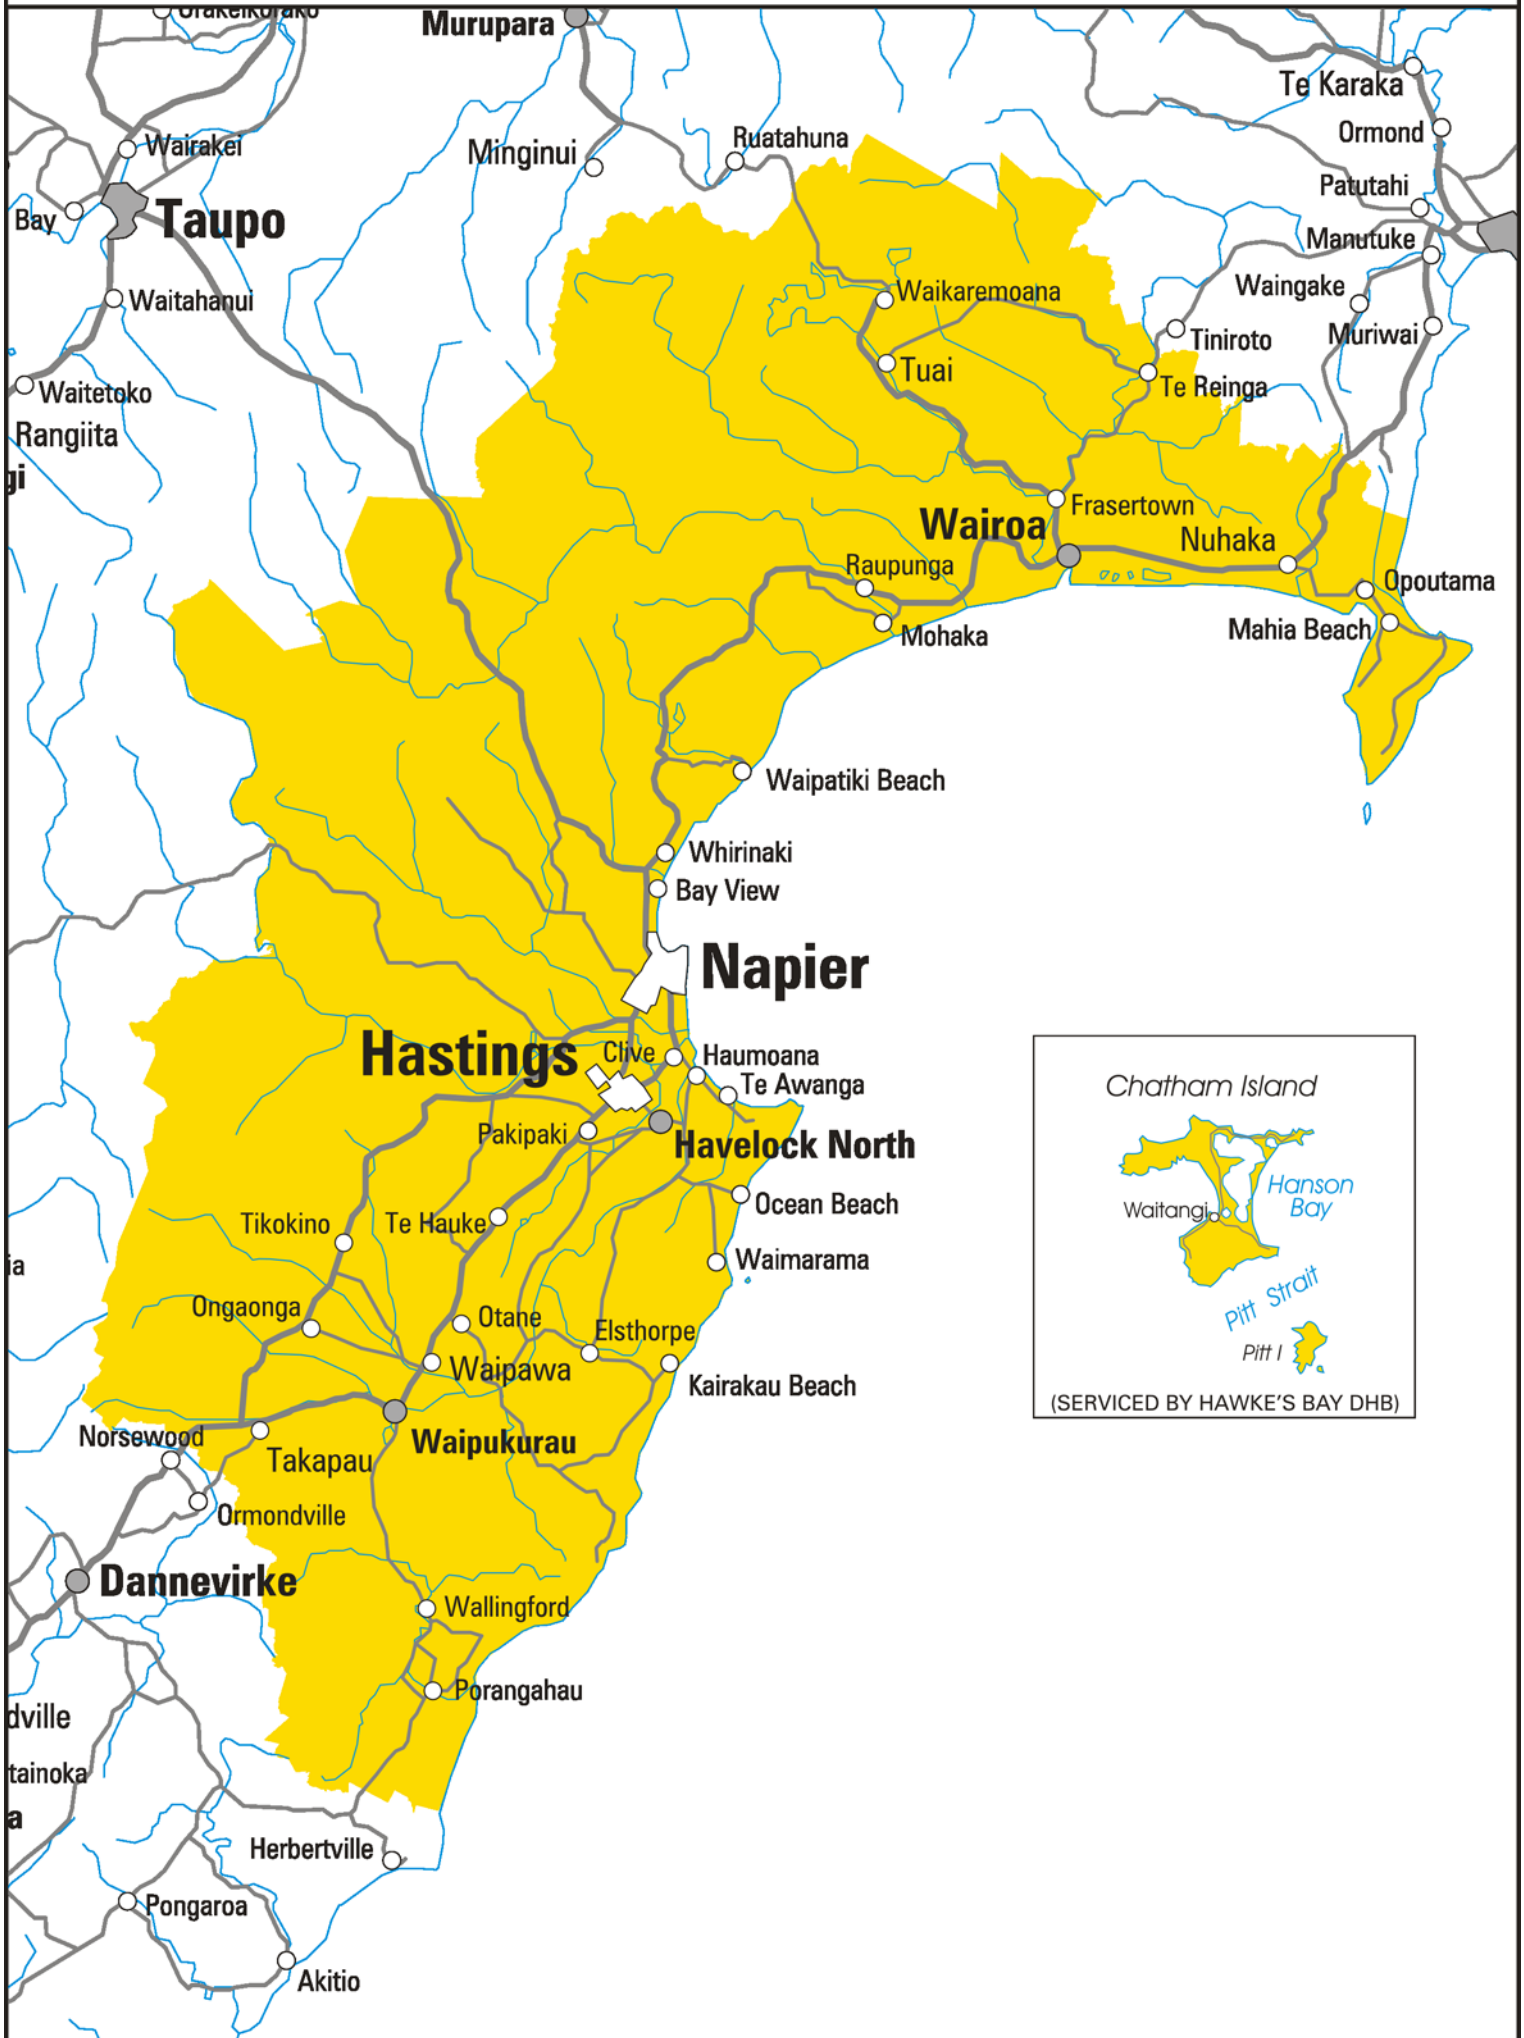 Orakeikorako
Murupara
Te Karaka
Ormond
Wairakei
Minginui
Ruatahuna
Patutahi
Bay
Taupo
Manutuke
Waitahanui
Waikaremoana
Waingake
Tiniroto
Muriwai
Tuai
Te Reinga
Waitetoko
Rangiita
gi
Frasertown
Wairoa
Nuhaka
Raupunga
Opoutama
Mohaka
Mahia Beach
Waipatiki Beach
Whirinaki
Bay View
Napier
Hastings
Clive
Haumoana
Te Awanga
Pakipaki
Havelock North
Ocean Beach
Tikokino
Te Hauke
Waimarama
ia
Ongaonga
Otane
Elsthorpe
Waipawa
Kairakau Beach
Norsewood
Waipukurau
Takapau
Ormondville
Dannevirke
Wallingford
Porangahau
dville
tainoka
a
Herbertville
Pongaroa
Akitio
Chatham Island
Hanson
Bay
Waitangi
Pitt Strait
Pitt I
(SERVICED BY HAWKE'S BAY DHB)